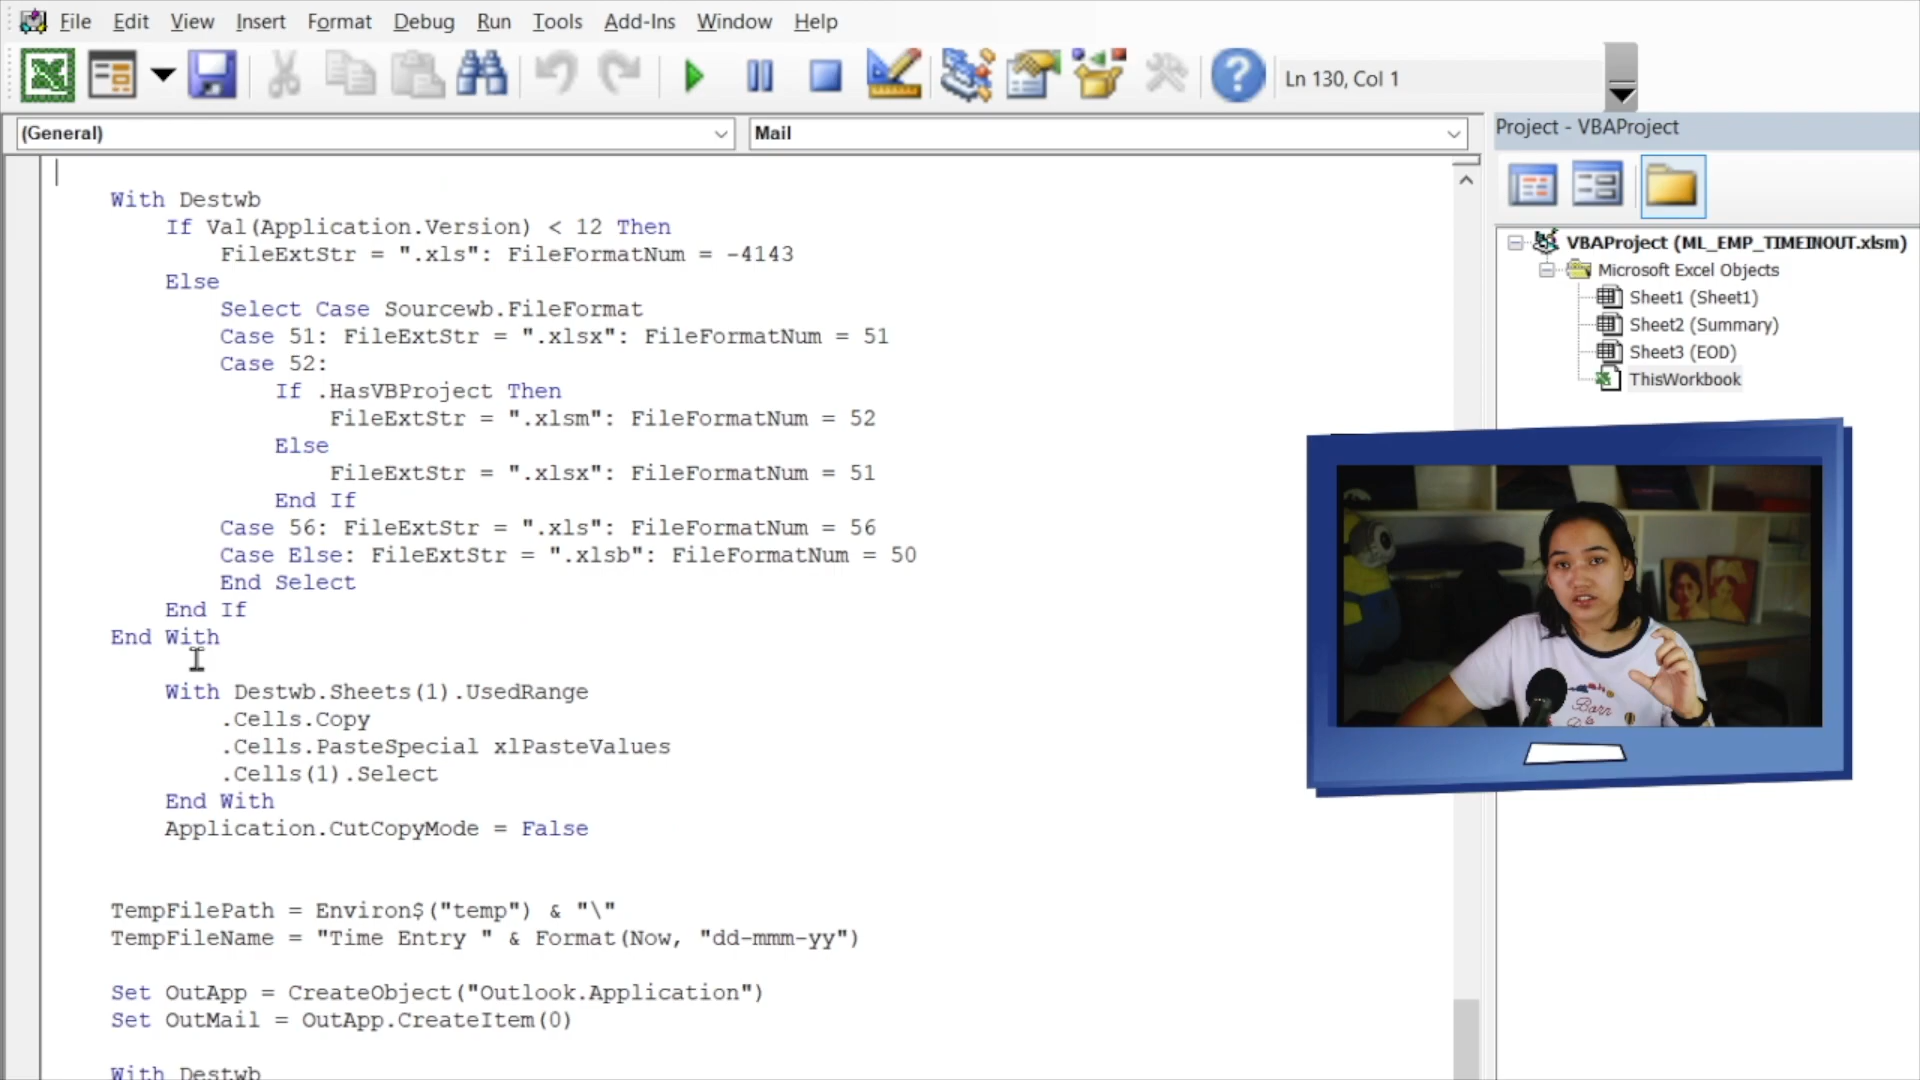 File Edit View Insert Format Debug Run Tools Add-Ins Window Help
Ln 130, Col 1
(General) Mail
Project - VBAProject
With Destwb
If Val(Application.Version) < 12 Then
FileExtStr = ".xls": FileFormatNum = -4143
Else
Select Case Sourcewb.FileFormat
Case 51: FileExtStr = ".xlsx": FileFormatNum = 51
Case 52:
If .HasVBProject Then
FileExtStr = ".xlsm": FileFormatNum = 52
Else
FileExtStr = ".xlsx": FileFormatNum = 51
End If
Case 56: FileExtStr = ".xls": FileFormatNum = 56
Case Else: FileExtStr = ".xlsb": FileFormatNum = 50
End Select
End If
End With
With Destwb.Sheets(1).UsedRange
.Cells.Copy
.Cells.PasteSpecial xlPasteValues
.Cells(1).Select
End With
Application.CutCopyMode = False
TempFilePath = Environ$("temp") & "\"
TempFileName = "Time Entry " & Format(Now, "dd-mmm-yy")
Set OutApp = CreateObject("Outlook.Application")
Set OutMail = OutApp.CreateItem(0)
With Destwb
VBAProject (ML_EMP_TIMEINOUT.xlsm)
Microsoft Excel Objects
Sheet1 (Sheet1)
Sheet2 (Summary)
Sheet3 (EOD)
ThisWorkbook